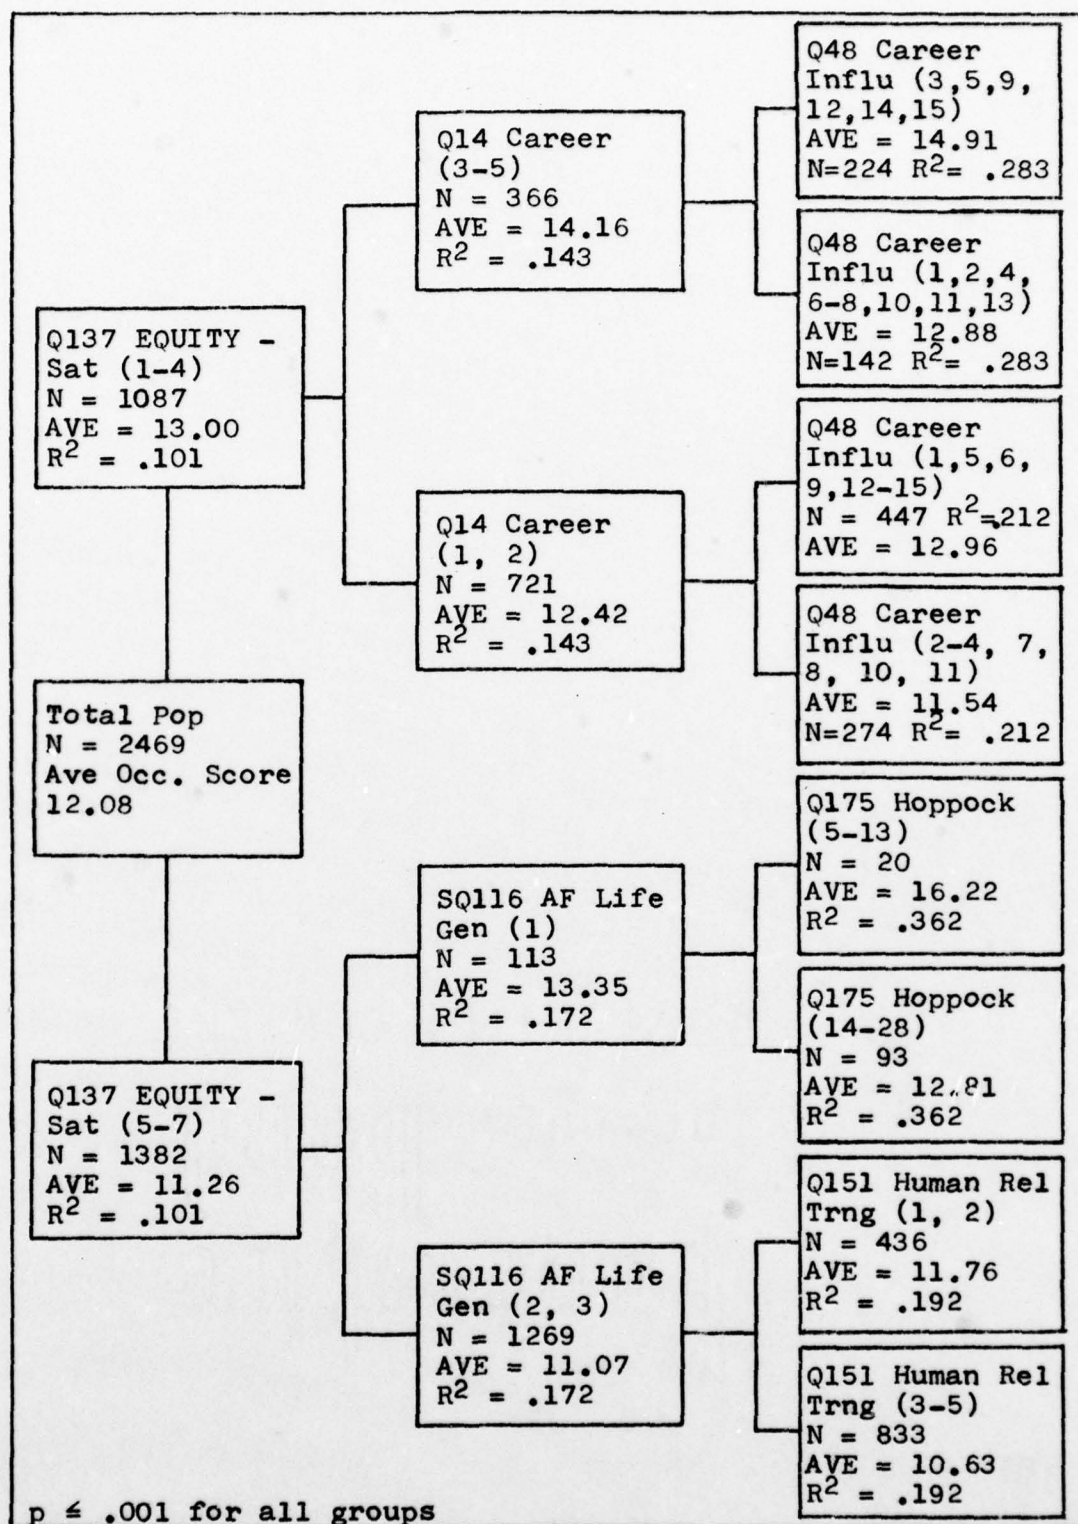 Total Pop
N = 2469
Ave Occ. Score
12.08
Q137 EQUITY -
Sat (1-4)
N = 1087
AVE = 13.00
R² = .101
Q14 Career
(3-5)
N = 366
AVE = 14.16
R² = .143
Q48 Career
Influ (3,5,9,
12,14,15)
AVE = 14.91
N=224 R²= .283
Q48 Career
Influ (1,2,4,
6-8,10,11,13)
AVE = 12.88
N=142 R²= .283
Q14 Career
(1, 2)
N = 721
AVE = 12.42
R² = .143
Q48 Career
Influ (1,5,6,
9,12-15)
N = 447 R²=.212
AVE = 12.96
Q48 Career
Influ (2-4, 7,
8, 10, 11)
AVE = 11.54
N=274 R²= .212
Q137 EQUITY -
Sat (5-7)
N = 1382
AVE = 11.26
R² = .101
SQ116 AF Life
Gen (1)
N = 113
AVE = 13.35
R² = .172
Q175 Hoppock
(5-13)
N = 20
AVE = 16.22
R² = .362
Q175 Hoppock
(14-28)
N = 93
AVE = 12.81
R² = .362
SQ116 AF Life
Gen (2, 3)
N = 1269
AVE = 11.07
R² = .172
Q151 Human Rel
Trng (1, 2)
N = 436
AVE = 11.76
R² = .192
Q151 Human Rel
Trng (3-5)
N = 833
AVE = 10.63
R² = .192
p ≤ .001 for all groups